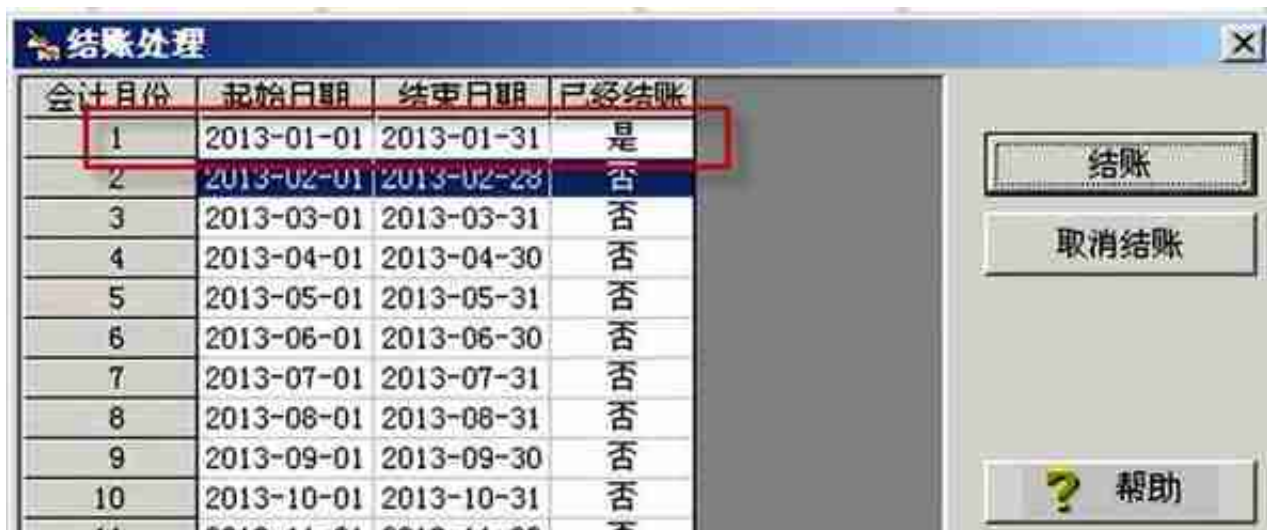 结账处理
会计月份 起始日期 结束日期 已经结账
1 2013-01-01 2013-01-31 是
2 2013-02-01 2013-02-28 否
3 2013-03-01 2013-03-31 否
4 2013-04-01 2013-04-30 否
5 2013-05-01 2013-05-31 否
6 2013-06-01 2013-06-30 否
7 2013-07-01 2013-07-31 否
8 2013-08-01 2013-08-31 否
9 2013-09-01 2013-09-30 否
10 2013-10-01 2013-10-31 否
结账
取消结账
? 帮助